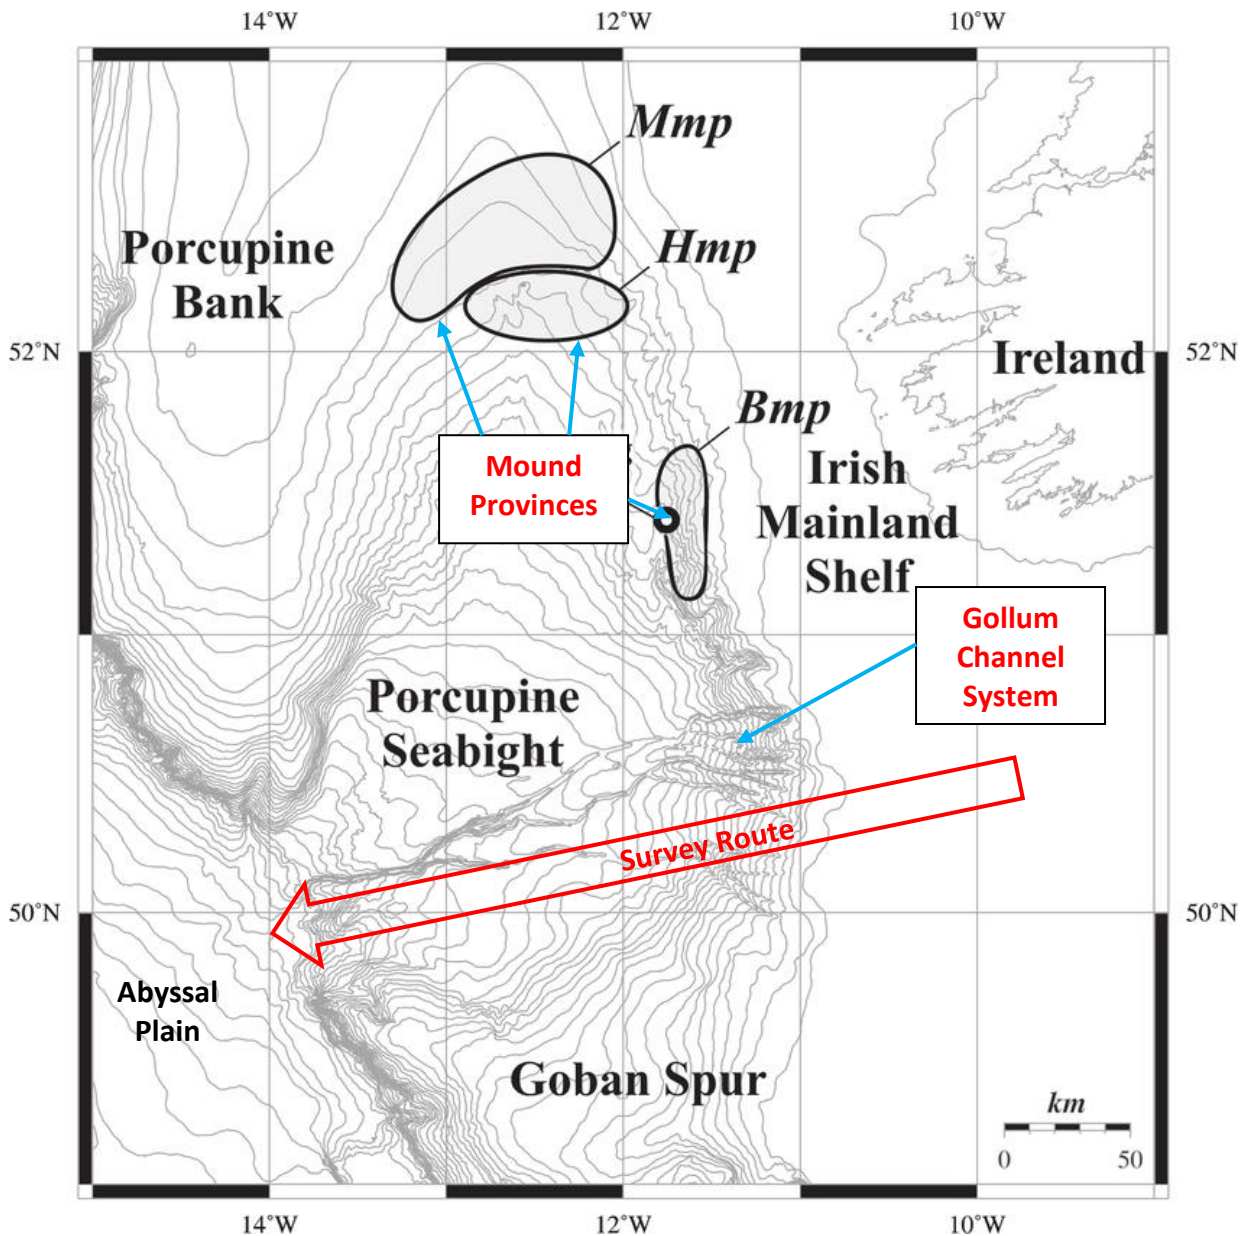 14°W 12°W 10°W
Mmp
Hmp
Porcupine
Bank
52°N
52°N
Ireland
Bmp
Mound
Provinces
Irish
Mainland
Shelf
Gollum
Channel
System
Porcupine
Seabight
Survey Route
50°N
50°N
Abyssal
Plain
Goban Spur
km
0 50
14°W 12°W 10°W